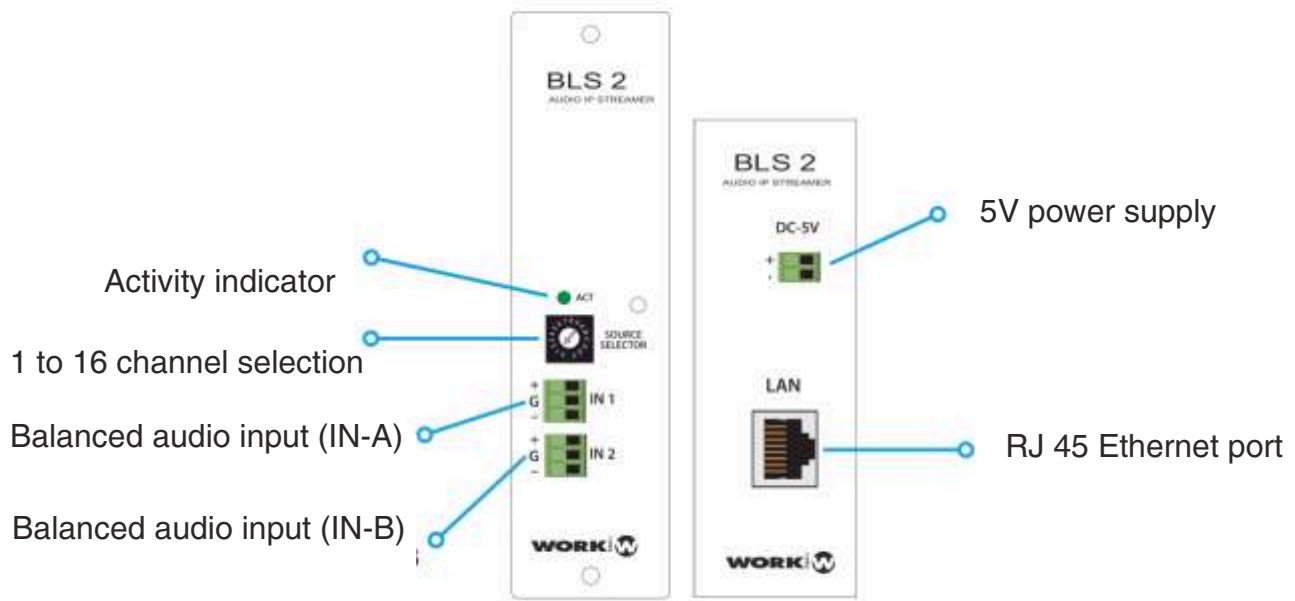 BLS 2
AUDIO IP STREAMER
BLS 2
AUDIO IP STREAMER
5V power supply
DC-5V
+
-
Activity indicator
ACT
1 to 16 channel selection
SOURCE
SELECTOR
LAN
Balanced audio input (IN-A)
+
G
-
IN 1
RJ 45 Ethernet port
Balanced audio input (IN-B)
+
G
-
IN 2
WORK
WORK